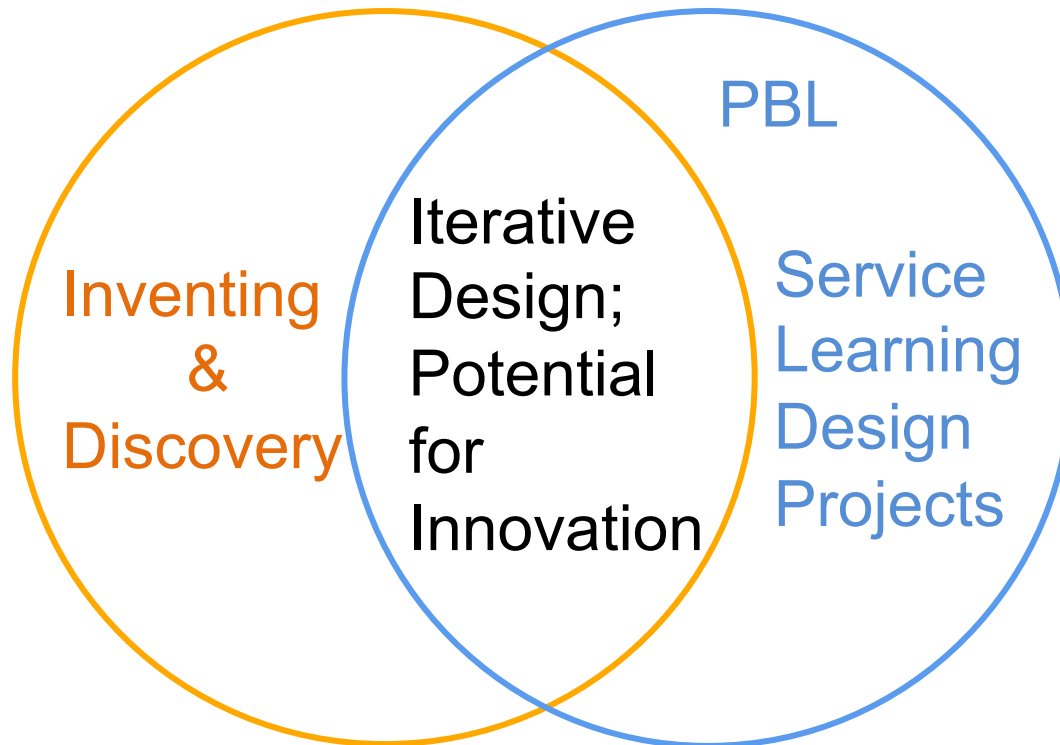 Inventing
&
Discovery
Iterative
Design;
Potential
for
Innovation
PBL
Service
Learning
Design
Projects